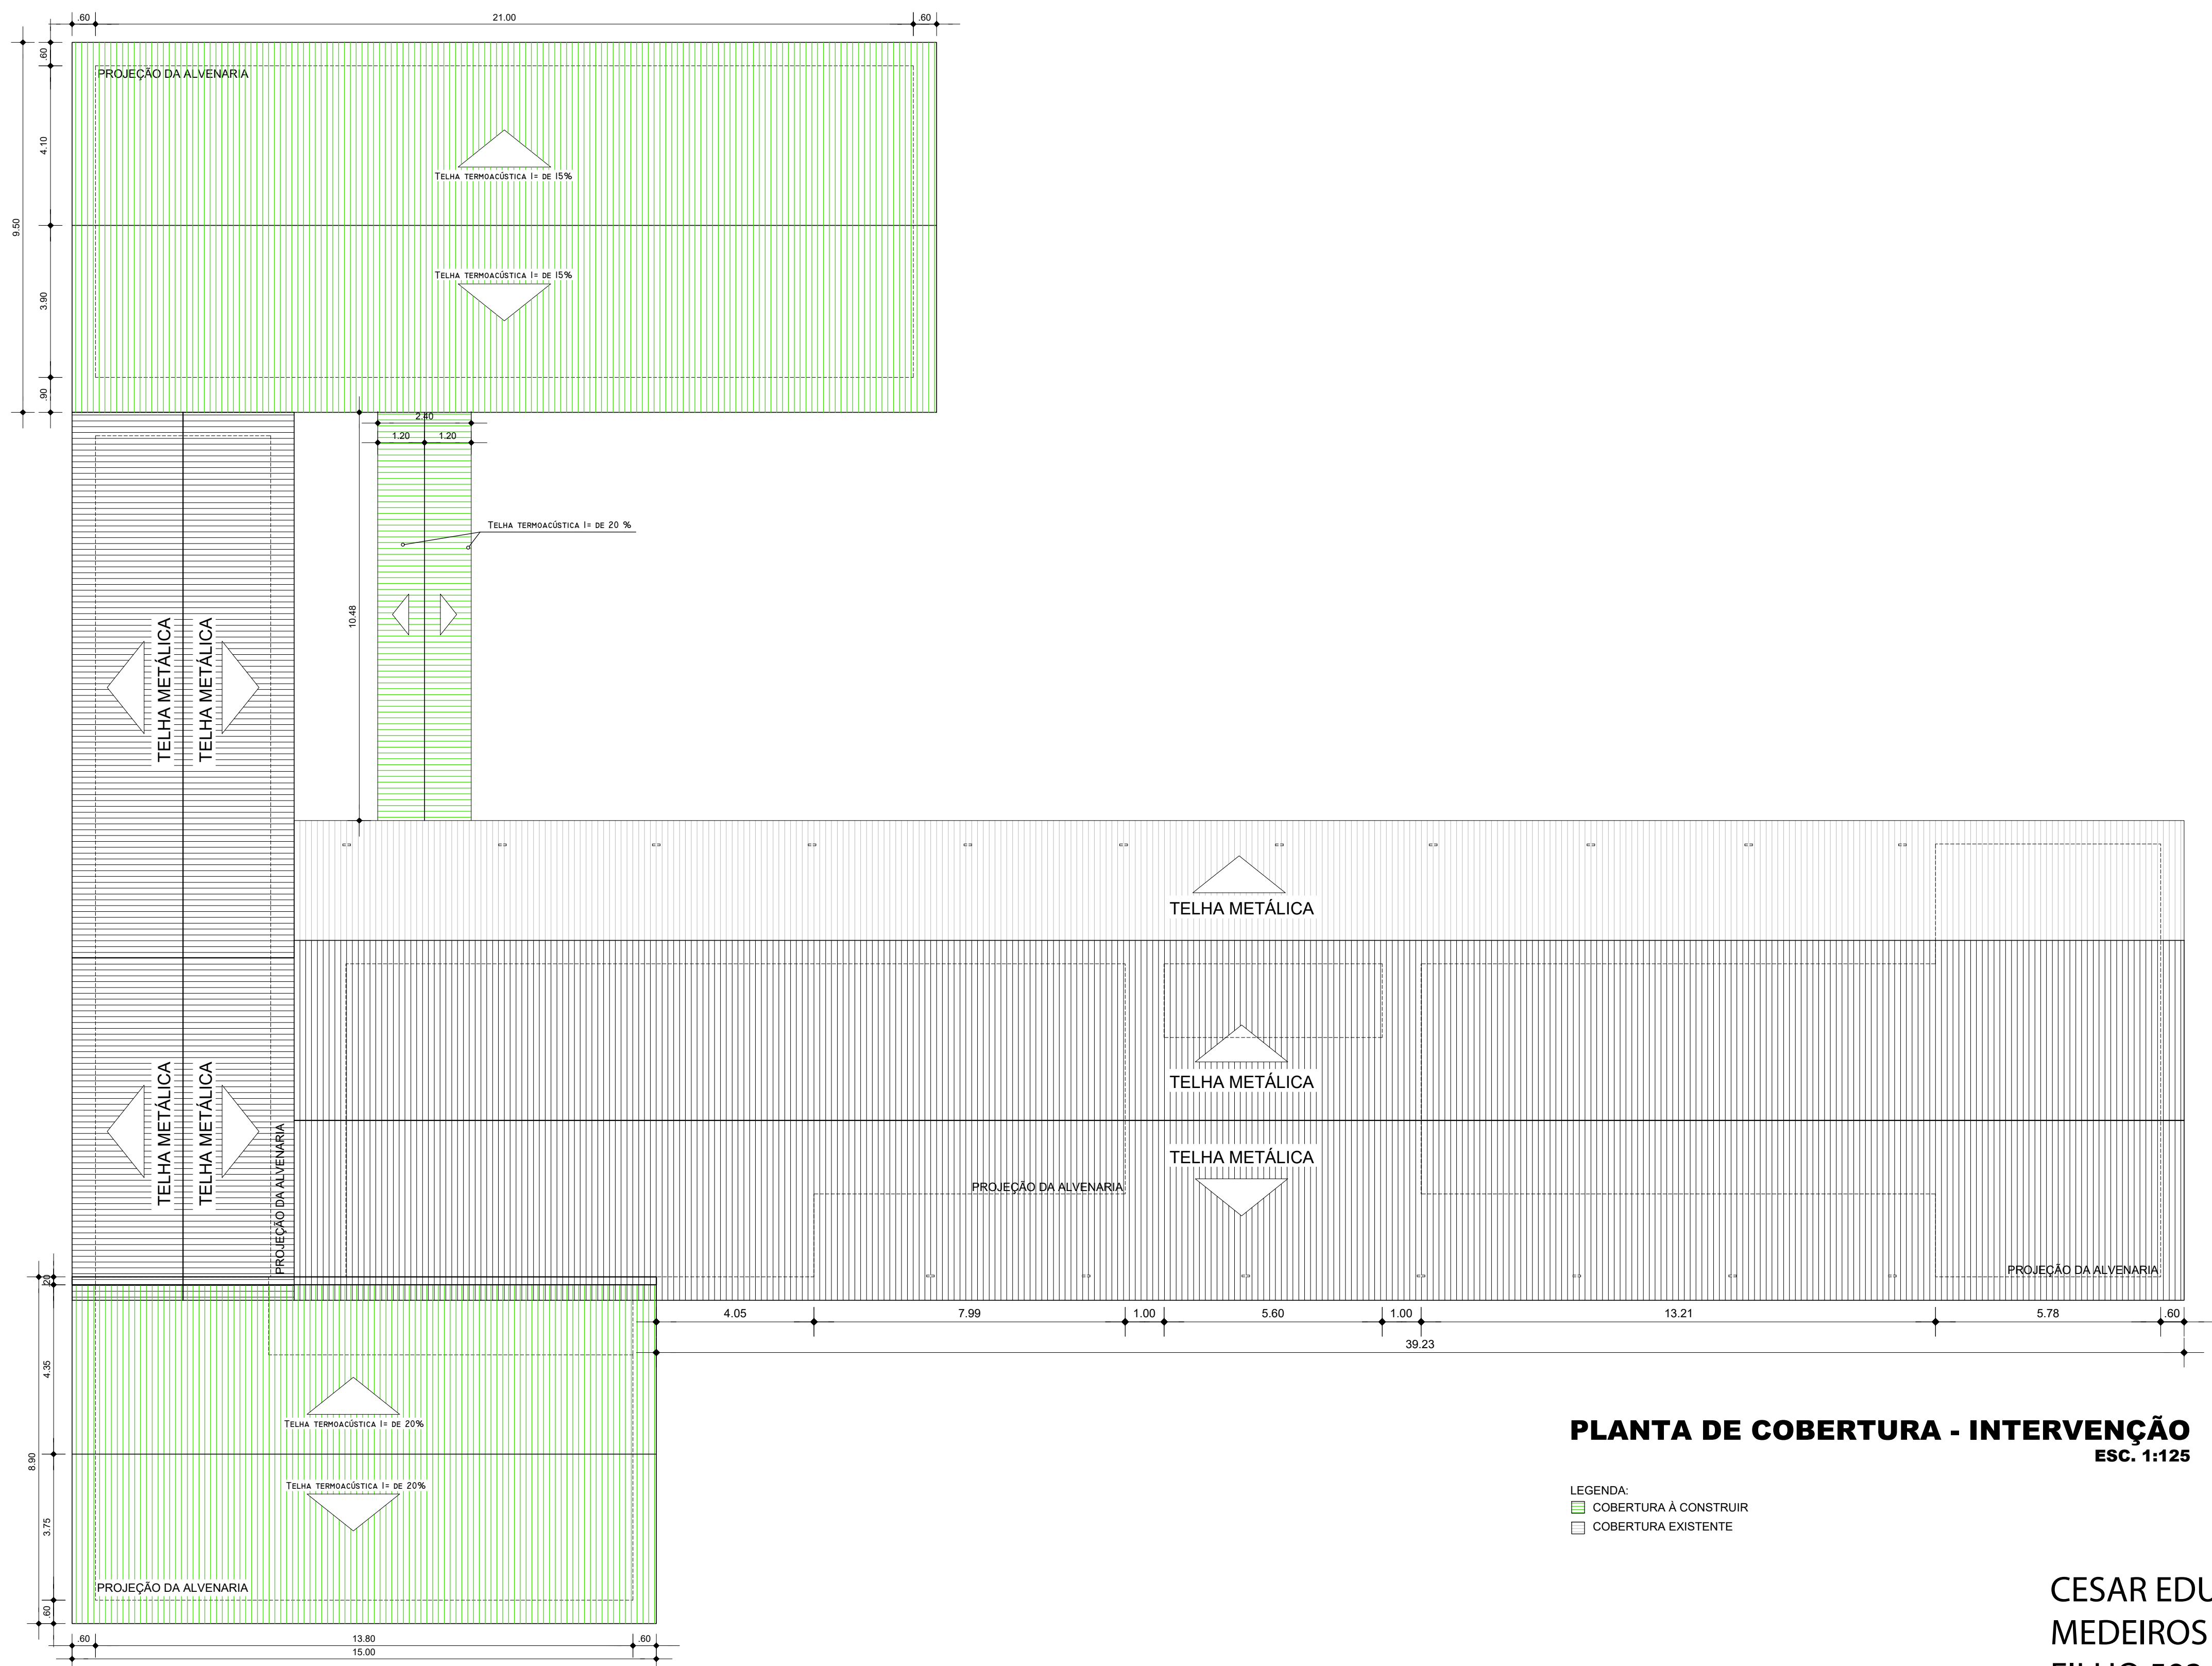 .60
21.00
.60
.60
PROJEÇÃO DA ALVENARIA
4.10
TELHA TERMOACÚSTICA I= DE 15%
9.50
TELHA TERMOACÚSTICA I= DE 15%
3.90
.90
2.40
1.20
1.20
TELHA TERMOACÚSTICA I= DE 20 %
10.48
TELHA METÁLICA
TELHA METÁLICA
TELHA METÁLICA
TELHA METÁLICA
TELHA METÁLICA
TELHA METÁLICA
TELHA METÁLICA
PROJEÇÃO DA ALVENARIA
PROJEÇÃO DA ALVENARIA
PROJEÇÃO DA ALVENARIA
.20
4.05
7.99
1.00
5.60
1.00
13.21
5.78
.60
39.23
4.35
TELHA TERMOACÚSTICA I= DE 20%
8.90
TELHA TERMOACÚSTICA I= DE 20%
3.75
PROJEÇÃO DA ALVENARIA
.60
.60
13.80
.60
15.00
PLANTA DE COBERTURA - INTERVENÇÃO
ESC. 1:125
LEGENDA:
COBERTURA À CONSTRUIR
COBERTURA EXISTENTE
CESAR EDU
MEDEIROS